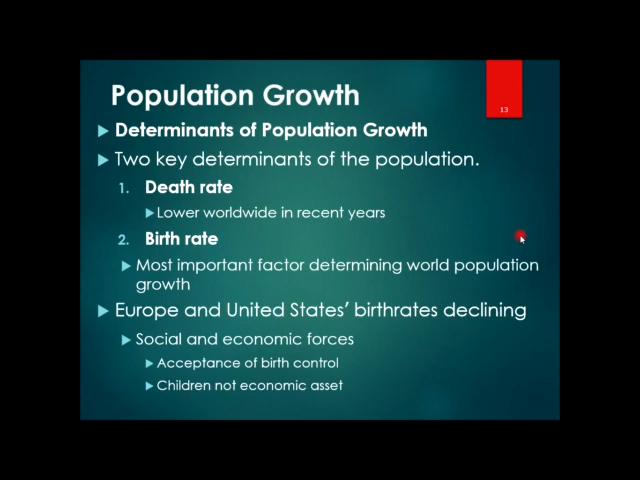 Population Growth
13
Determinants of Population Growth
Two key determinants of the population.
1. Death rate
Lower worldwide in recent years
2. Birth rate
Most important factor determining world population
growth
Europe and United States’ birthrates declining
Social and economic forces
Acceptance of birth control
Children not economic asset